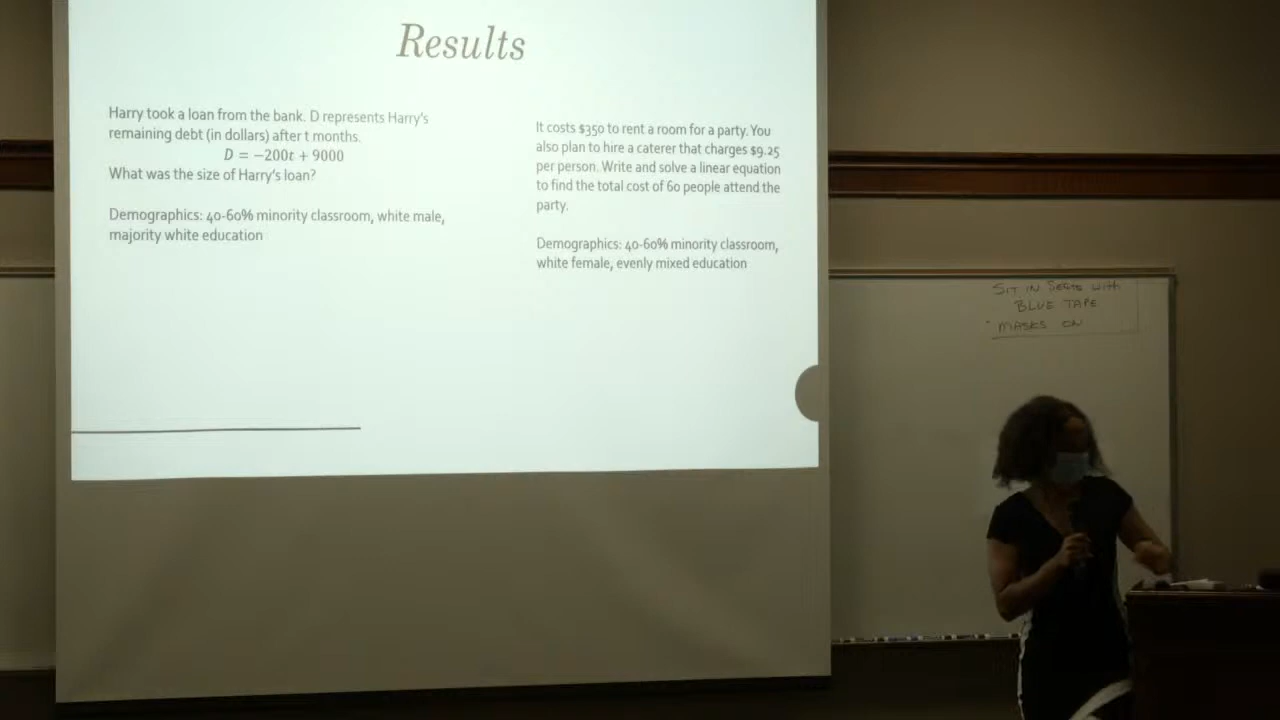 Results
Harry took a loan from the bank. D represents Harry's
remaining debt (in dollars) after t months.
D = −200t + 9000
What was the size of Harry's loan?
Demographics: 40-60% minority classroom, white male,
majority white education
It costs $350 to rent a room for a party. You
also plan to hire a caterer that charges $9.25
per person. Write and solve a linear equation
to find the total cost of 60 people attend the
party.
Demographics: 40-60% minority classroom,
white female, evenly mixed education
SIT IN SEATS WITH
BLUE TAPE
MASKS ON